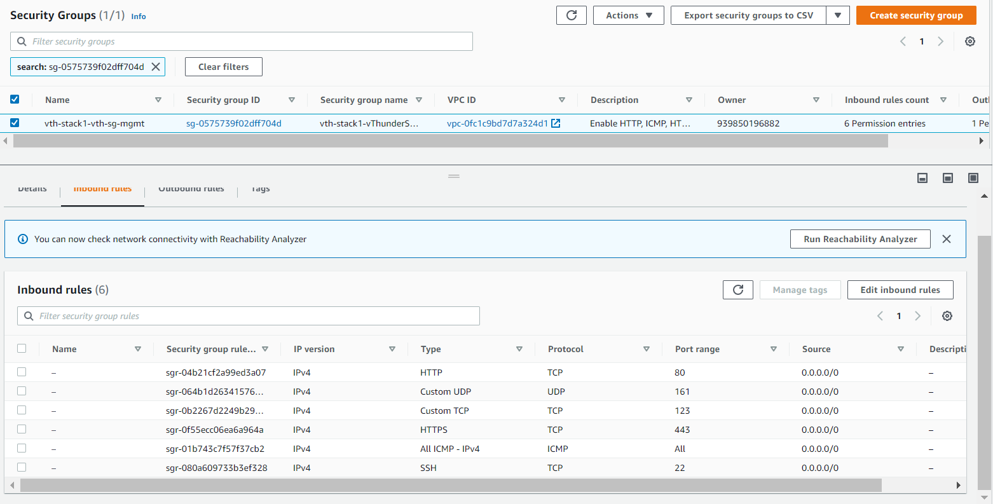 Security Groups (1/1) Info
Actions Export security groups to CSV Create security group
Filter security groups
1
search: sg-0575739f02dff704d Clear filters
Name Security group ID Security group name VPC ID Description Owner Inbound rules count Outl
vth-stack1-vth-sg-mgmt sg-0575739f02dff704d vth-stack1-vThunderS... vpc-0fc1c9bd7d7a324d1 Enable HTTP, ICMP, HT... 939850196882 6 Permission entries 1 Pe
Details Inbound rules Outbound rules Tags
You can now check network connectivity with Reachability Analyzer Run Reachability Analyzer
Inbound rules (6) Manage tags Edit inbound rules
Filter security group rules
1
Name Security group rule... IP version Type Protocol Port range Source Descripti
– sgr-04b21cf2a99ed3a07 IPv4 HTTP TCP 80 0.0.0.0/0 –
– sgr-064b1d26341576... IPv4 Custom UDP UDP 161 0.0.0.0/0 –
– sgr-0b2267d2249b29... IPv4 Custom TCP TCP 123 0.0.0.0/0 –
– sgr-0f55ecc06ea6a964a IPv4 HTTPS TCP 443 0.0.0.0/0 –
– sgr-01b743c7f57f37cb2 IPv4 All ICMP - IPv4 ICMP All 0.0.0.0/0 –
– sgr-080a609733b3ef328 IPv4 SSH TCP 22 0.0.0.0/0 –